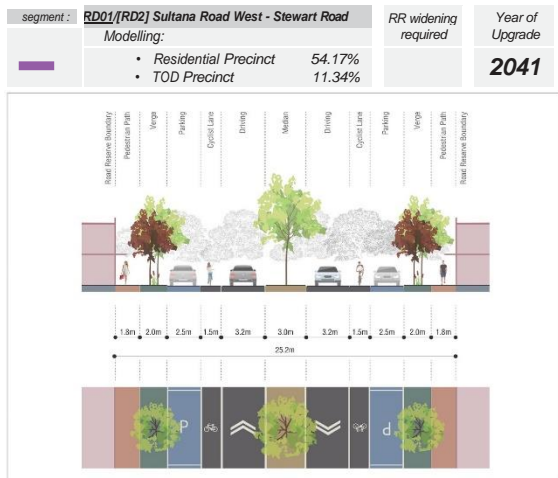 segment :
RD01/[RD2] Sultana Road West - Stewart Road
RR widening required
Year of Upgrade
Modelling:
• Residential Precinct 54.17%
• TOD Precinct 11.34%
2041
Road Reserve Boundary
Pedestrian Path
Verge
Parking
Cyclist Lane
Driving
Median
Driving
Cyclist Lane
Parking
Verge
Pedestrian Path
Road Reserve Boundary
1.8m 2.0m 2.5m 1.5m 3.2m 3.0m 3.2m 1.5m 2.5m 2.0m 1.8m
25.2m
P
P